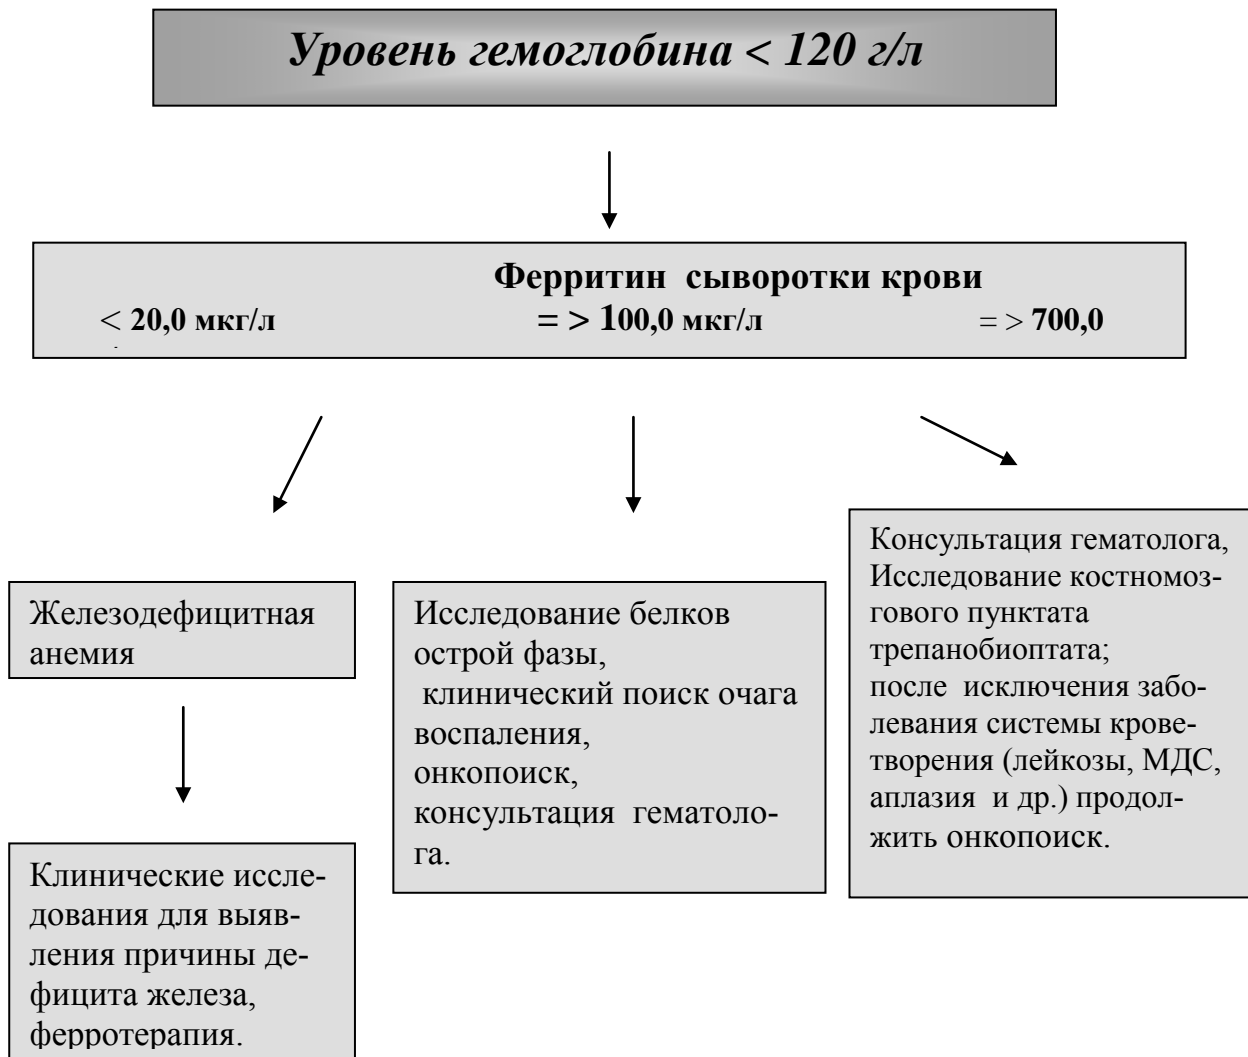 Уровень гемоглобина < 120 г/л
Ферритин сыворотки крови
< 20,0 мкг/л = > 100,0 мкг/л = > 700,0
Железодефицитная
анемия
Клинические иссле-
дования для выяв-
ления причины де-
фицита железа,
ферротерапия.
Исследование белков
острой фазы,
клинический поиск очага
воспаления,
онкопоиск,
консультация гематоло-
га.
Консультация гематолога,
Исследование костномоз-
гового пунктата
трепанобиоптата;
после исключения забо-
левания системы крове-
творения (лейкозы, МДС,
аплазия и др.) продол-
жить онкопоиск.